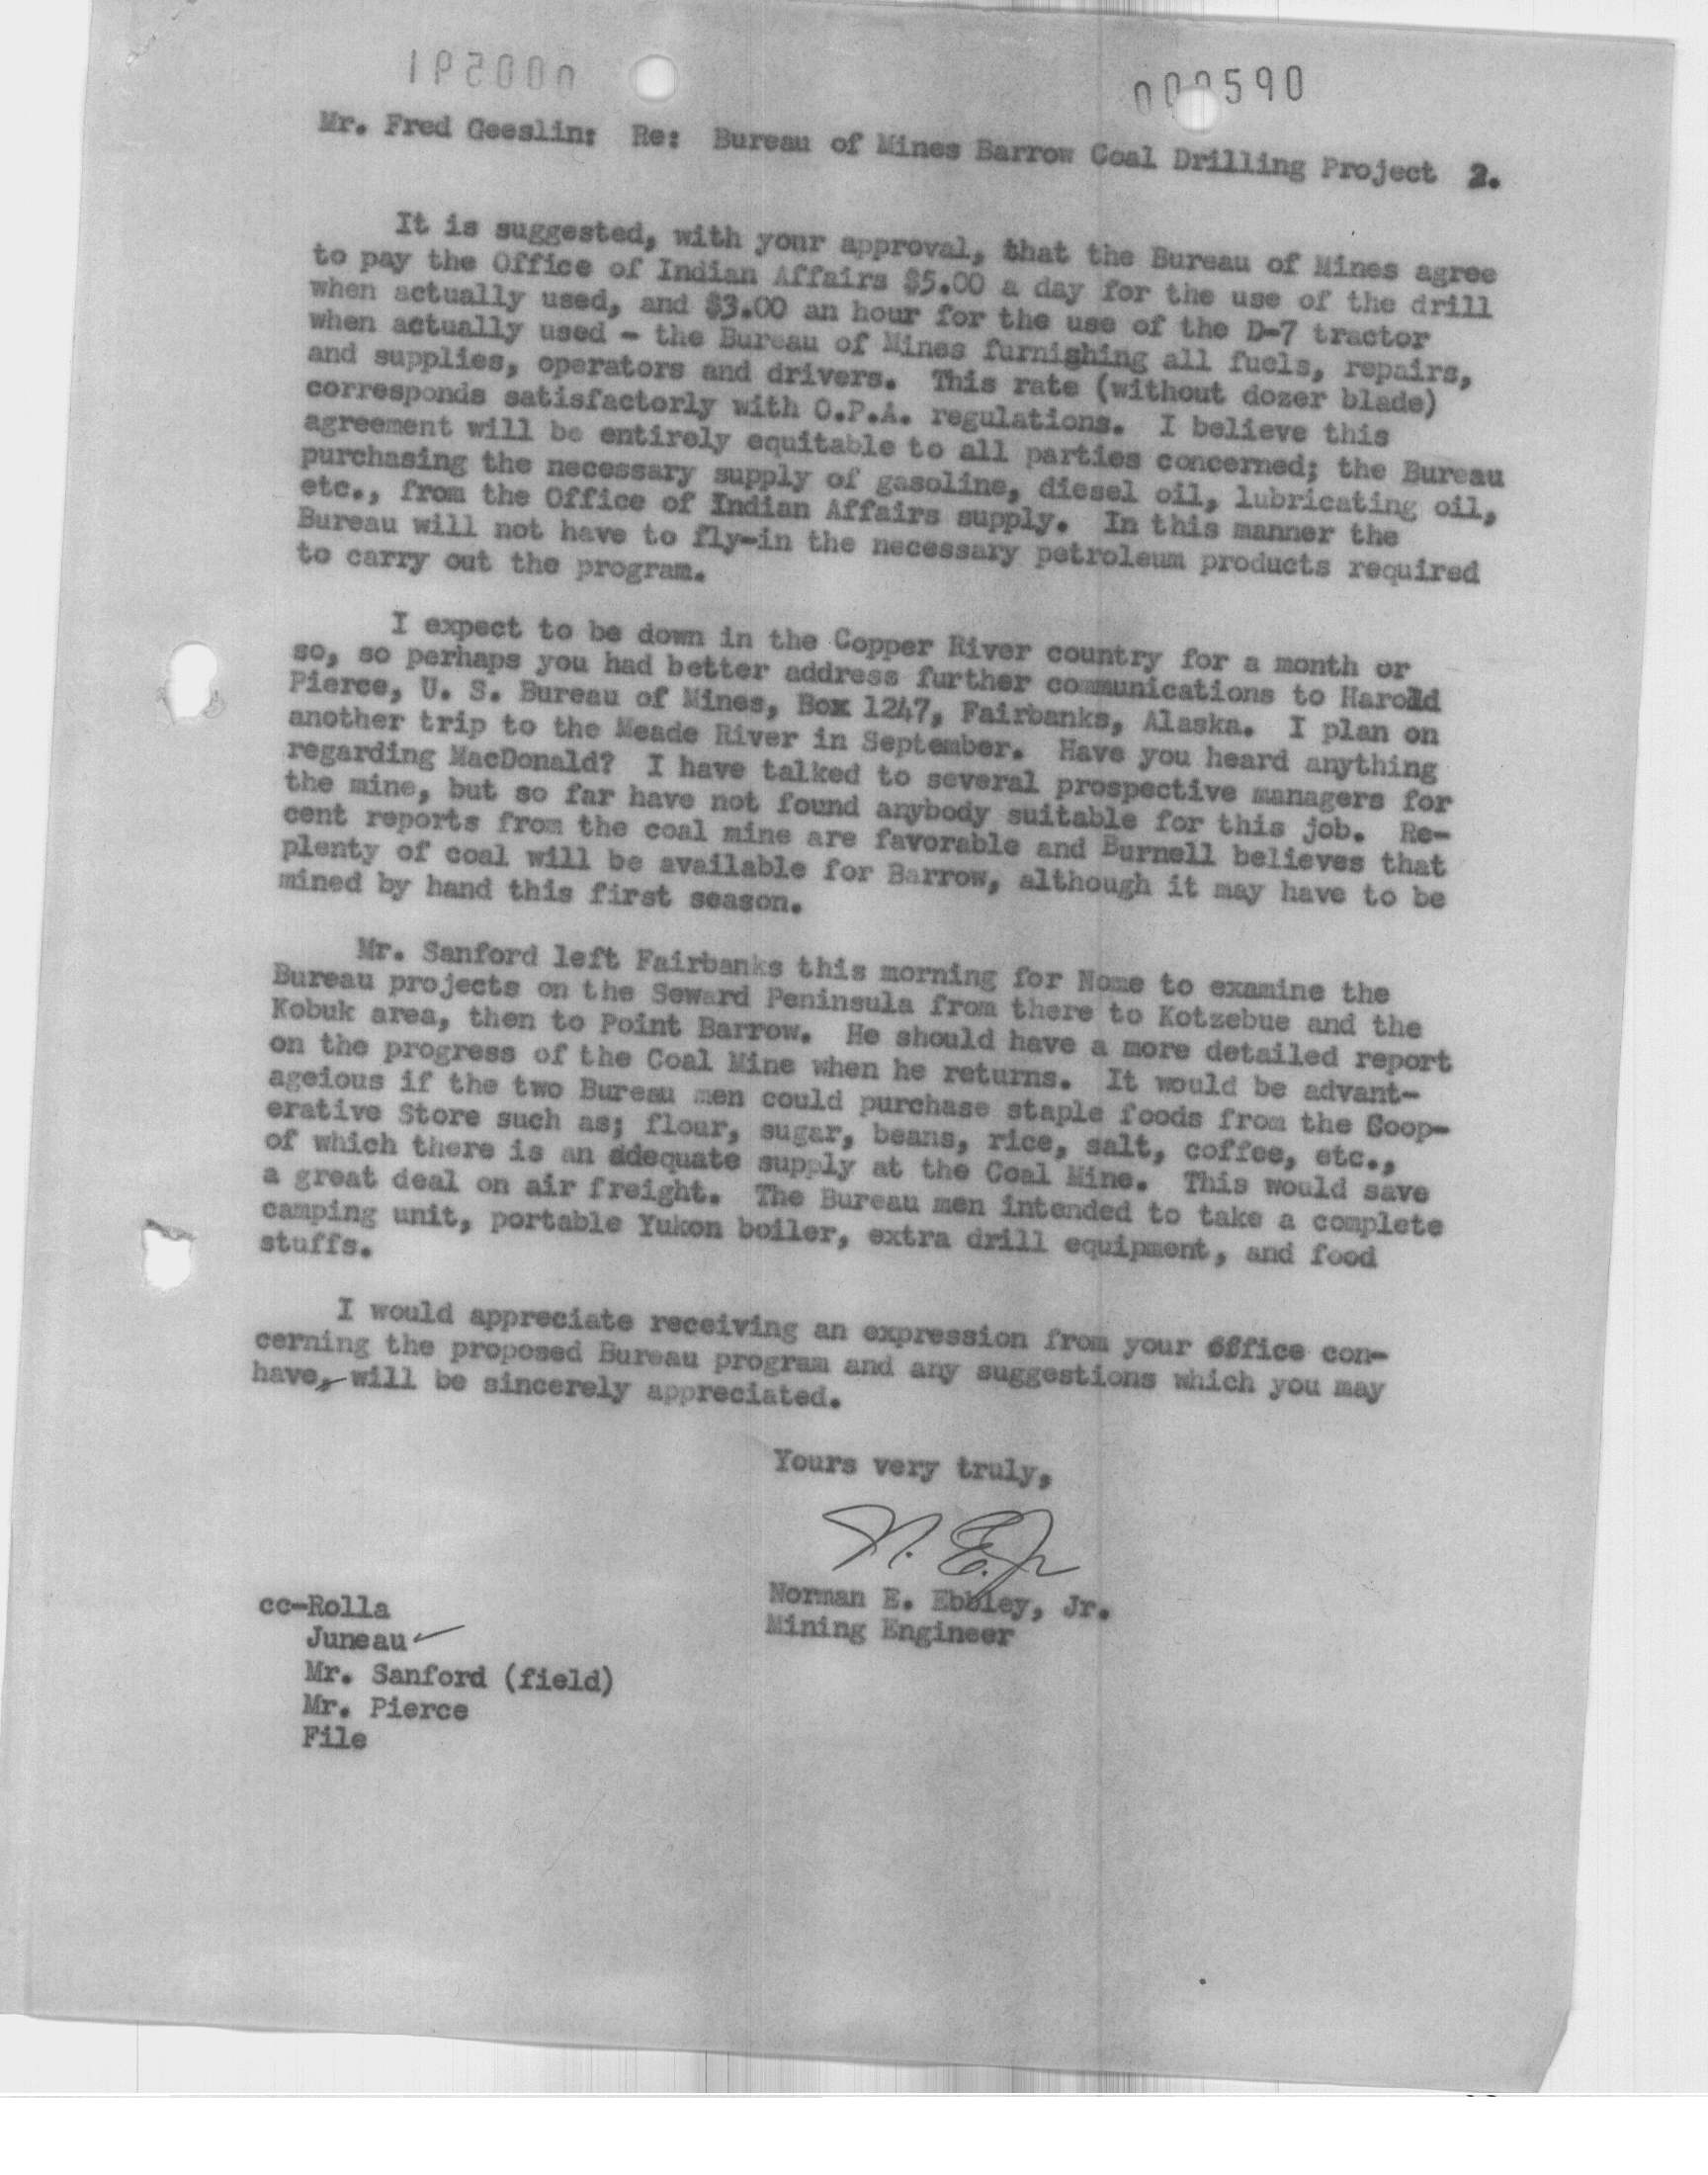 000591
000590
Mr. Fred Geeslin: Re: Bureau of Mines Barrow Coal Drilling Project 2.
It is suggested, with your approval, that the Bureau of Mines agree
to pay the Office of Indian Affairs $5.00 a day for the use of the drill
when actually used, and $3.00 an hour for the use of the D-7 tractor
when actually used - the Bureau of Mines furnishing all fuels, repairs,
and supplies, operators and drivers. This rate (without dozer blade)
corresponds satisfactorly with O.P.A. regulations. I believe this
agreement will be entirely equitable to all parties concerned; the Bureau
purchasing the necessary supply of gasoline, diesel oil, lubricating oil,
etc., from the Office of Indian Affairs supply. In this manner the
Bureau will not have to fly-in the necessary petroleum products required
to carry out the program.
I expect to be down in the Copper River country for a month or
so, so perhaps you had better address further communications to Harold
Pierce, U. S. Bureau of Mines, Box 1247, Fairbanks, Alaska. I plan on
another trip to the Meade River in September. Have you heard anything
regarding MacDonald? I have talked to several prospective managers for
the mine, but so far have not found anybody suitable for this job. Re-
cent reports from the coal mine are favorable and Burnell believes that
plenty of coal will be available for Barrow, although it may have to be
mined by hand this first season.
Mr. Sanford left Fairbanks this morning for Nome to examine the
Bureau projects on the Seward Peninsula from there to Kotzebue and the
Kobuk area, then to Point Barrow. He should have a more detailed report
on the progress of the Coal Mine when he returns. It would be advant-
ageious if the two Bureau men could purchase staple foods from the Coop-
erative Store such as; flour, sugar, beans, rice, salt, coffee, etc.,
of which there is an adequate supply at the Coal Mine. This would save
a great deal on air freight. The Bureau men intended to take a complete
camping unit, portable Yukon boiler, extra drill equipment, and food
stuffs.
I would appreciate receiving an expression from your office con-
cerning the proposed Bureau program and any suggestions which you may
have, will be sincerely appreciated.
Yours very truly,
N. E. Jr
Norman E. Ebbley, Jr.
Mining Engineer
cc-Rolla
Juneau
Mr. Sanford (field)
Mr. Pierce
File